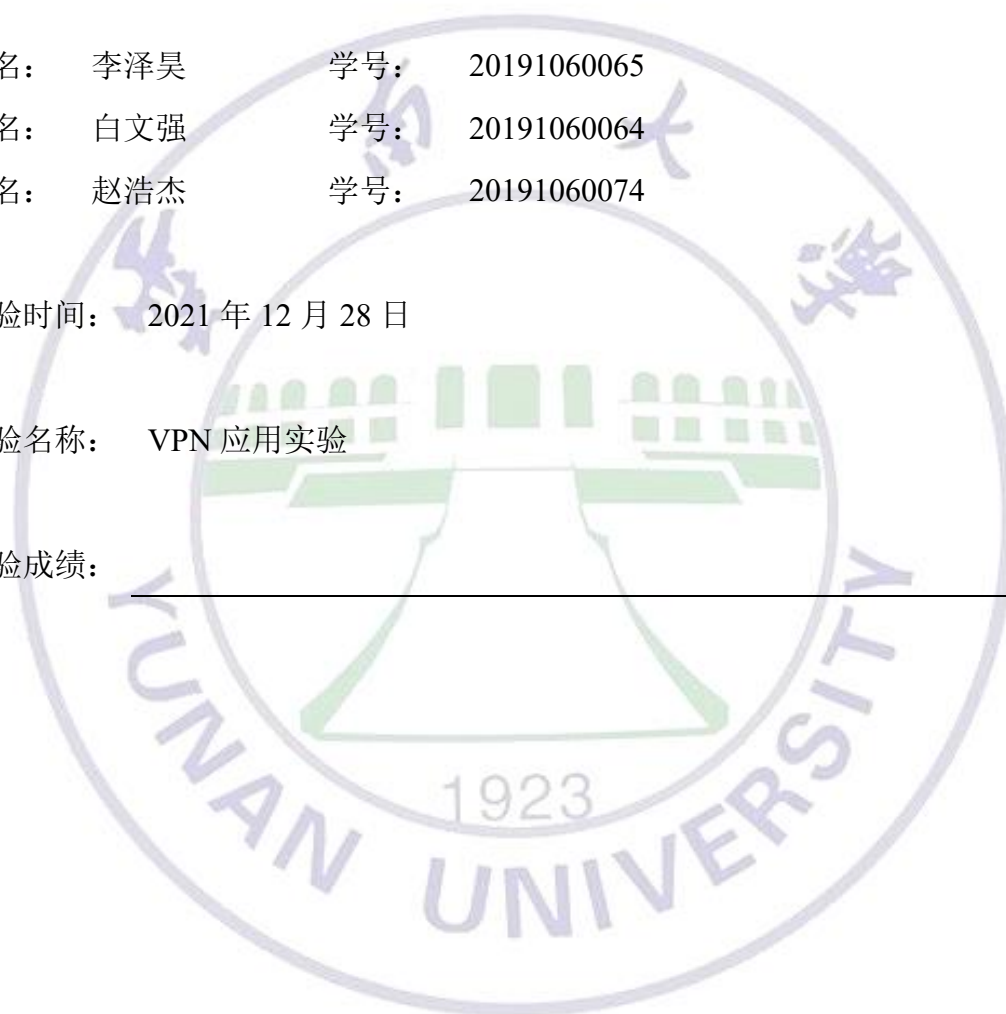 名： 李泽昊 学号： 20191060065
名： 白文强 学号： 20191060064
名： 赵浩杰 学号： 20191060074
验时间： 2021 年 12 月 28 日
验名称： VPN 应用实验
验成绩：
1923
YUNAN UNIVERSITY